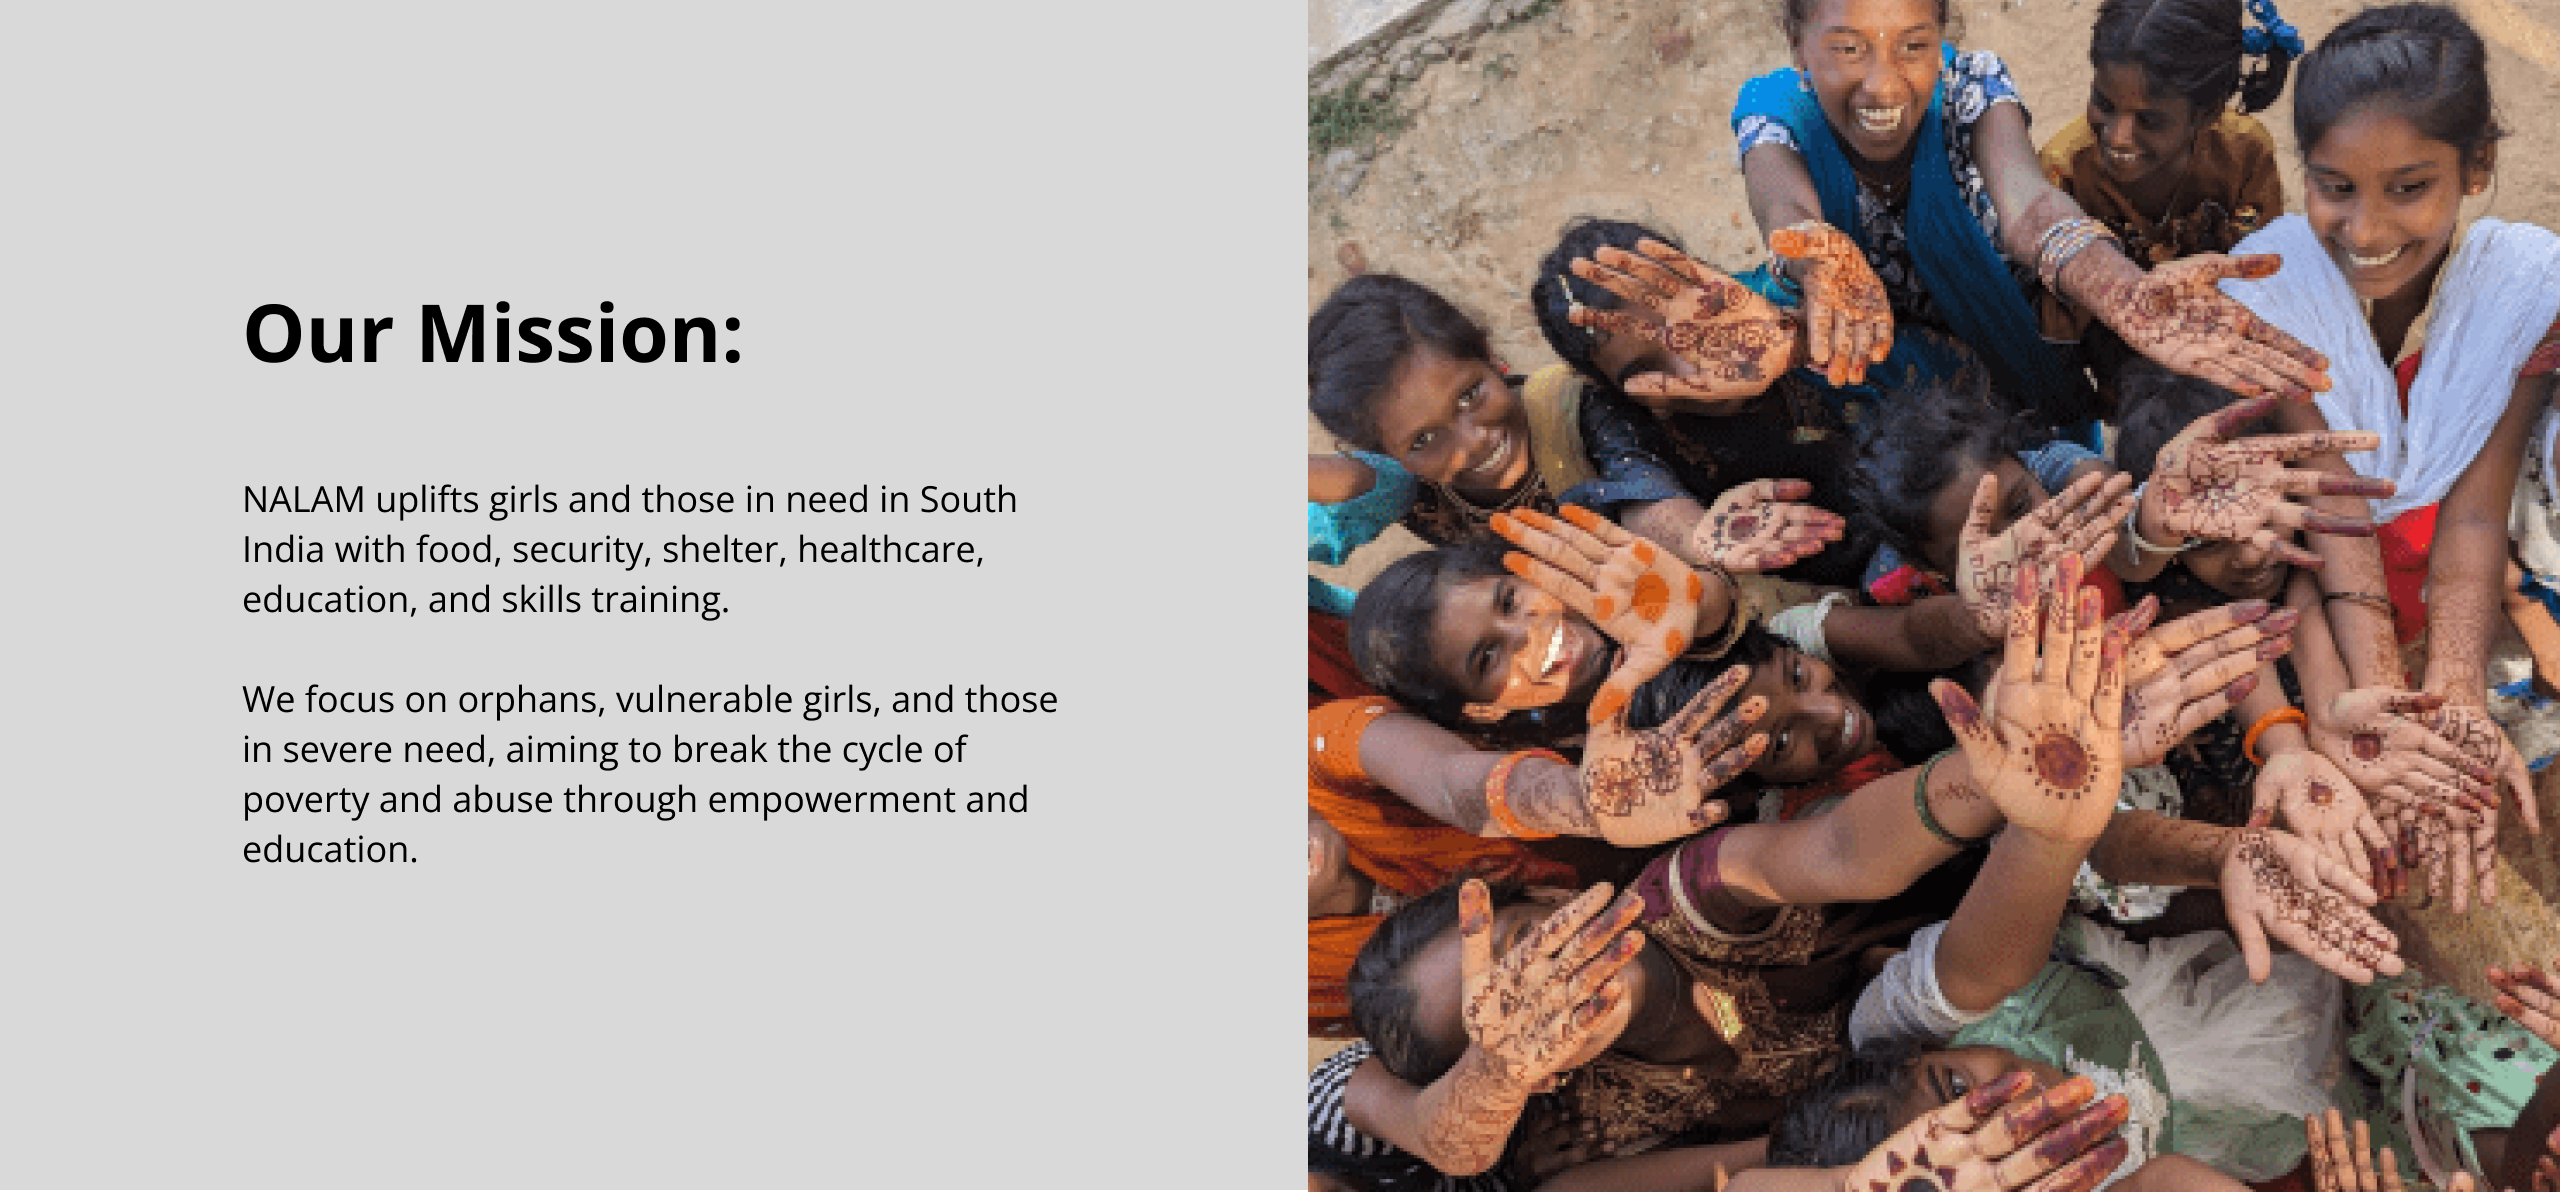 Our Mission:
NALAM uplifts girls and those in need in South
India with food, security, shelter, healthcare,
education, and skills training.
We focus on orphans, vulnerable girls, and those
in severe need, aiming to break the cycle of
poverty and abuse through empowerment and
education.